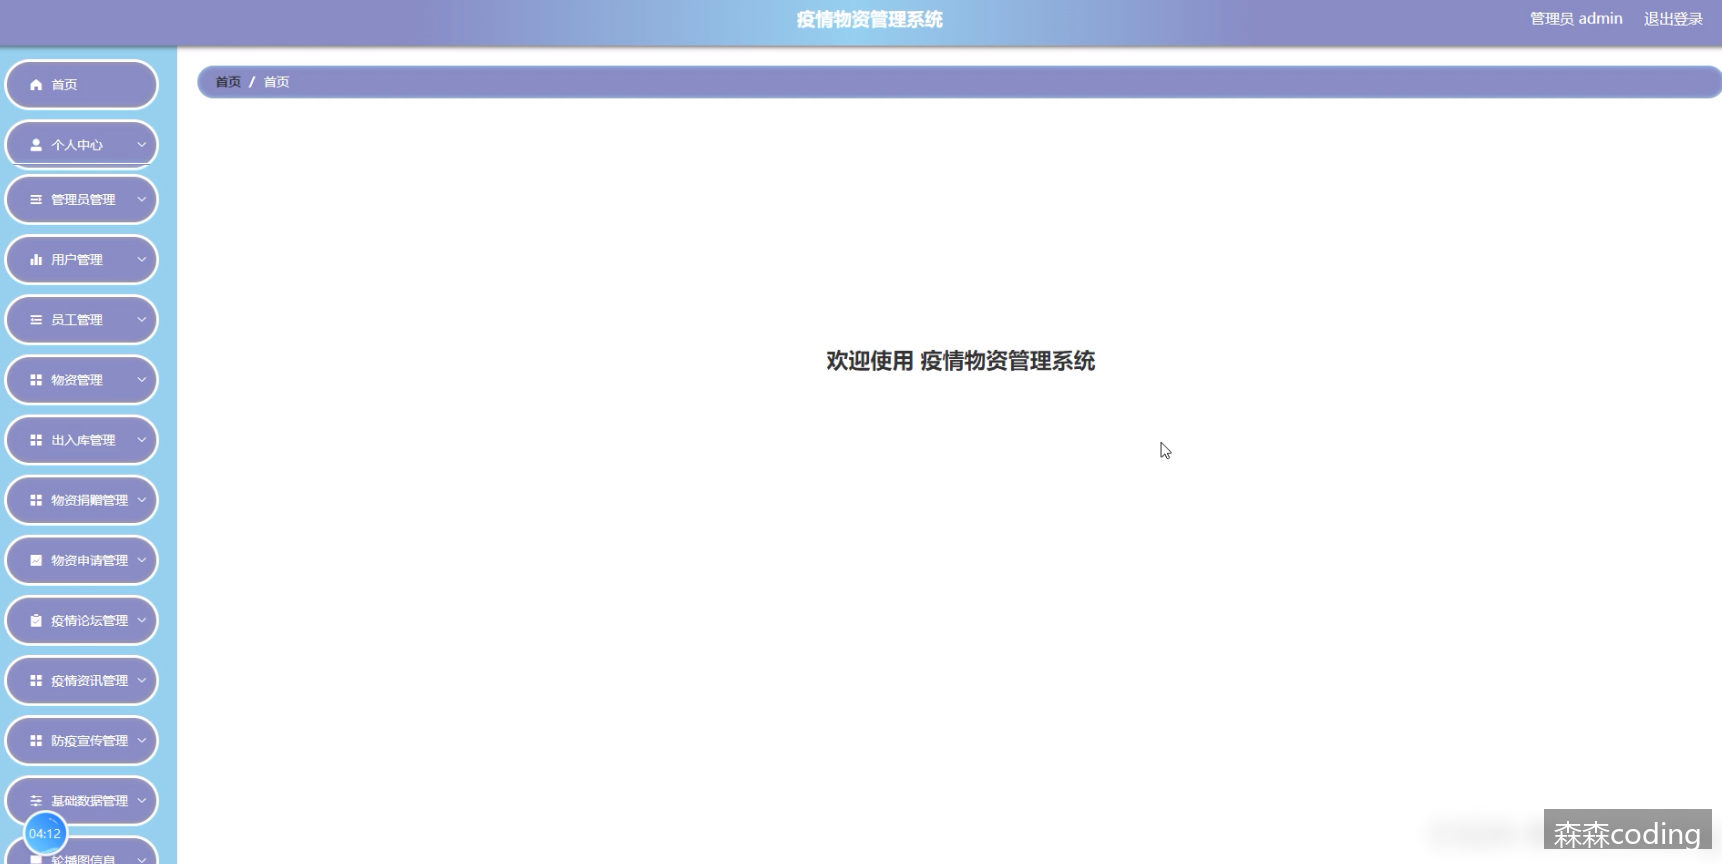 疫情物资管理系统
管理员 admin 退出登录
首页 / 首页
首页
个人中心
管理员管理
用户管理
员工管理
物资管理
出入库管理
物资捐赠管理
物资申请管理
疫情论坛管理
疫情资讯管理
防疫宣传管理
基础数据管理
轮播图信息
欢迎使用 疫情物资管理系统
04:12
森森coding